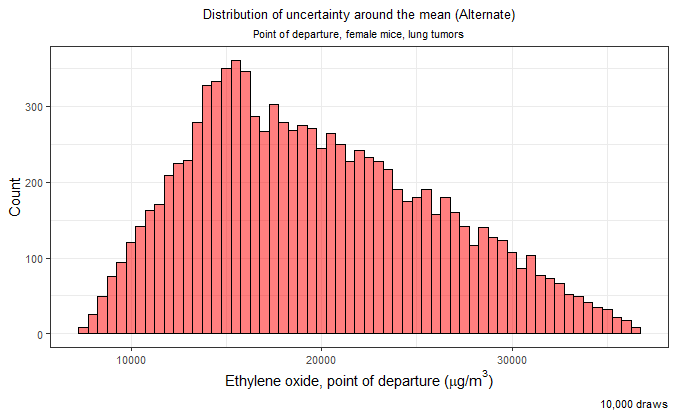 Distribution of uncertainty around the mean (Alternate)
Point of departure, female mice, lung tumors
Count
300
200
100
0
10000 20000 30000
Ethylene oxide, point of departure (μg/m³)
10,000 draws